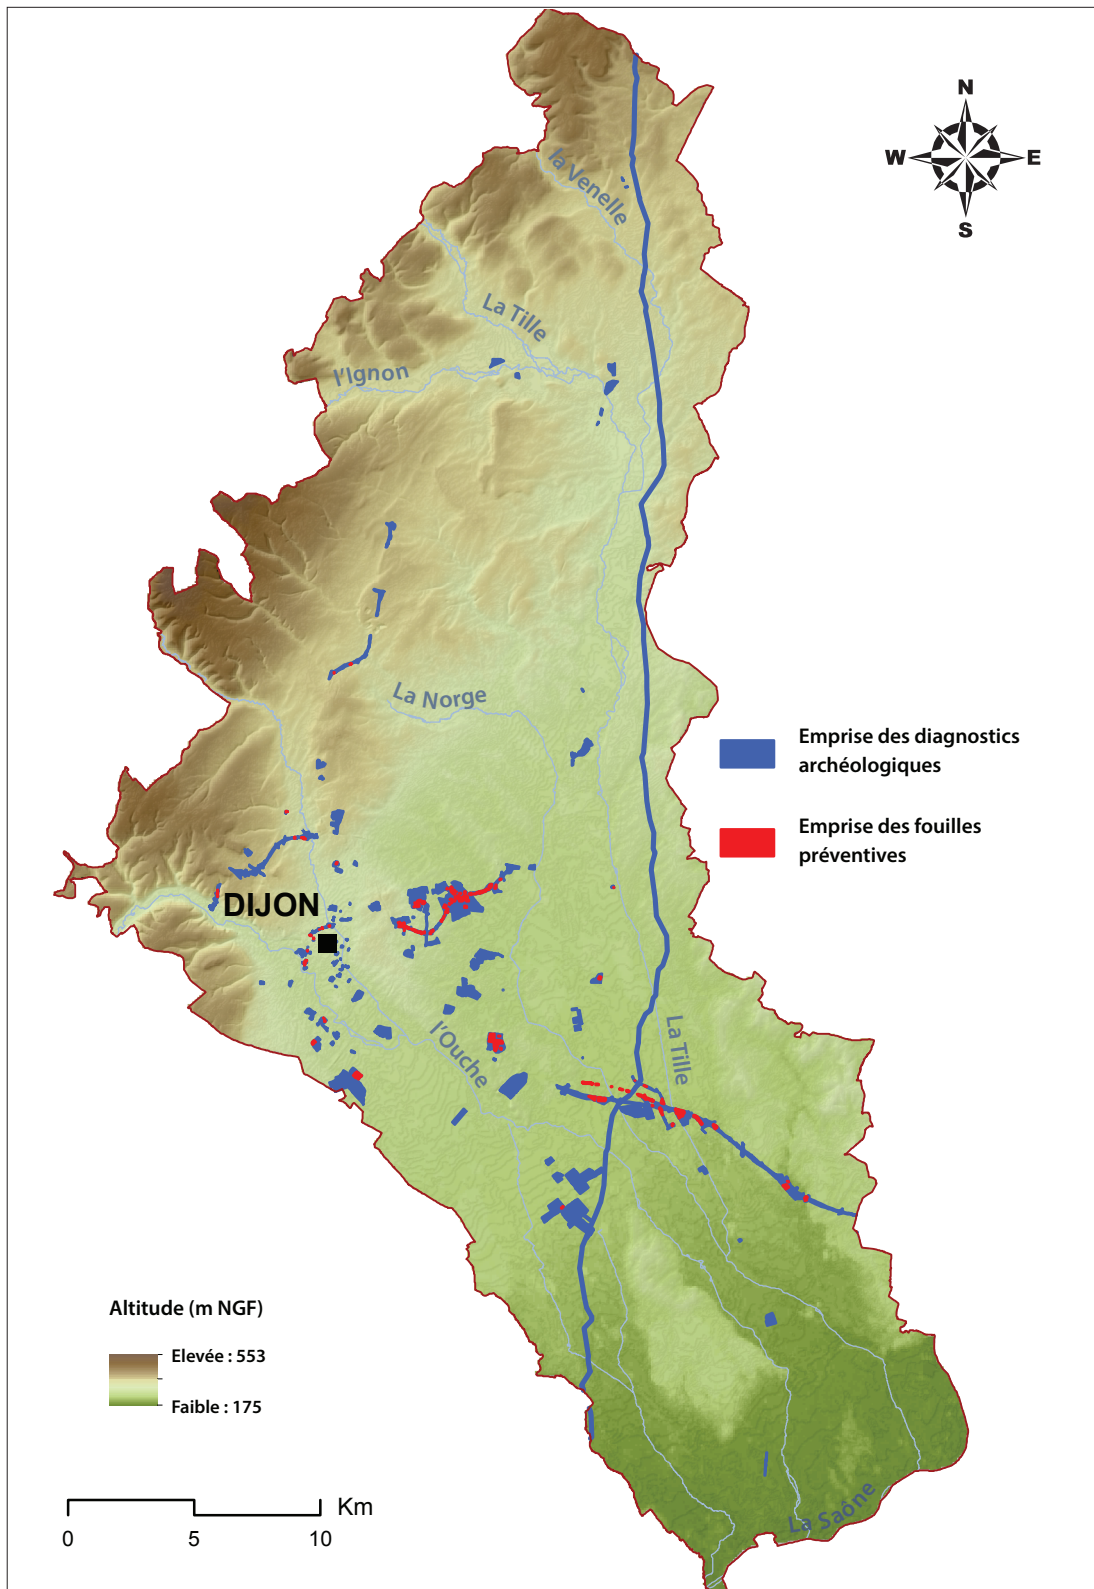 N
W
E
S
la Venelle
La Tille
l'Ignon
La Norge
Emprise des diagnostics
archéologiques
Emprise des fouilles
préventives
DIJON
l'Ouche
La Tille
Altitude (m NGF)
Elevée : 553
Faible : 175
La Saône
Km
0
5
10